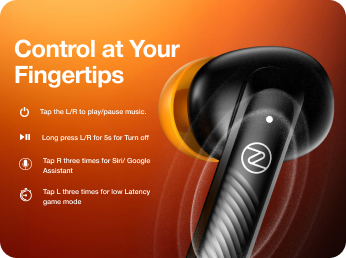 Control at Your
Fingertips
Tap the L/R to play/pause music.
Long press L/R for 5s for Turn off
Tap R three times for Siri/ Google
Assistant
Tap L three times for low Latency
game mode